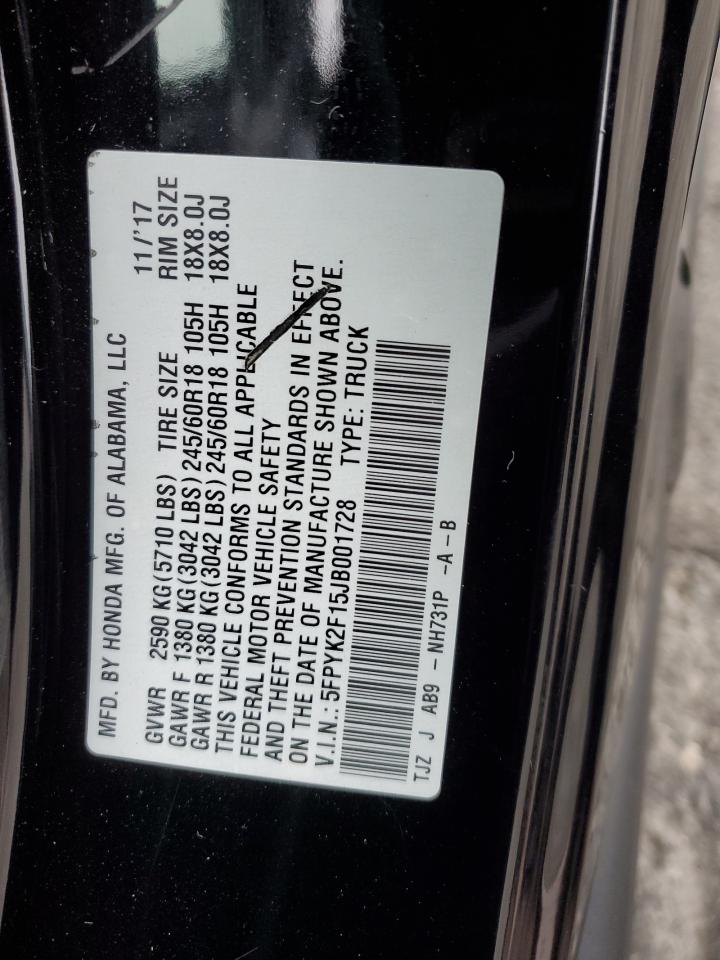 MFD. BY HONDA MFG. OF ALABAMA, LLC 11/'17
GVWR 2590 KG(5710 LBS) TIRE SIZE RIM SIZE
GAWR F 1380 KG(3042 LBS)245/60R18 105H 18X8.0J
GAWR R 1380 KG(3042 LBS)245/60R18 105H 18X8.0J
THIS VEHICLE CONFORMS TO ALL APPLICABLE
FEDERAL MOTOR VEHICLE SAFETY
AND THEFT PREVENTION STANDARDS IN EFFECT
ON THE DATE OF MANUFACTURE SHOWN ABOVE.
V.I.N.: 5FPYK2F15JB001728 TYPE: TRUCK
TJZ J AB9 -NH731P -A-B